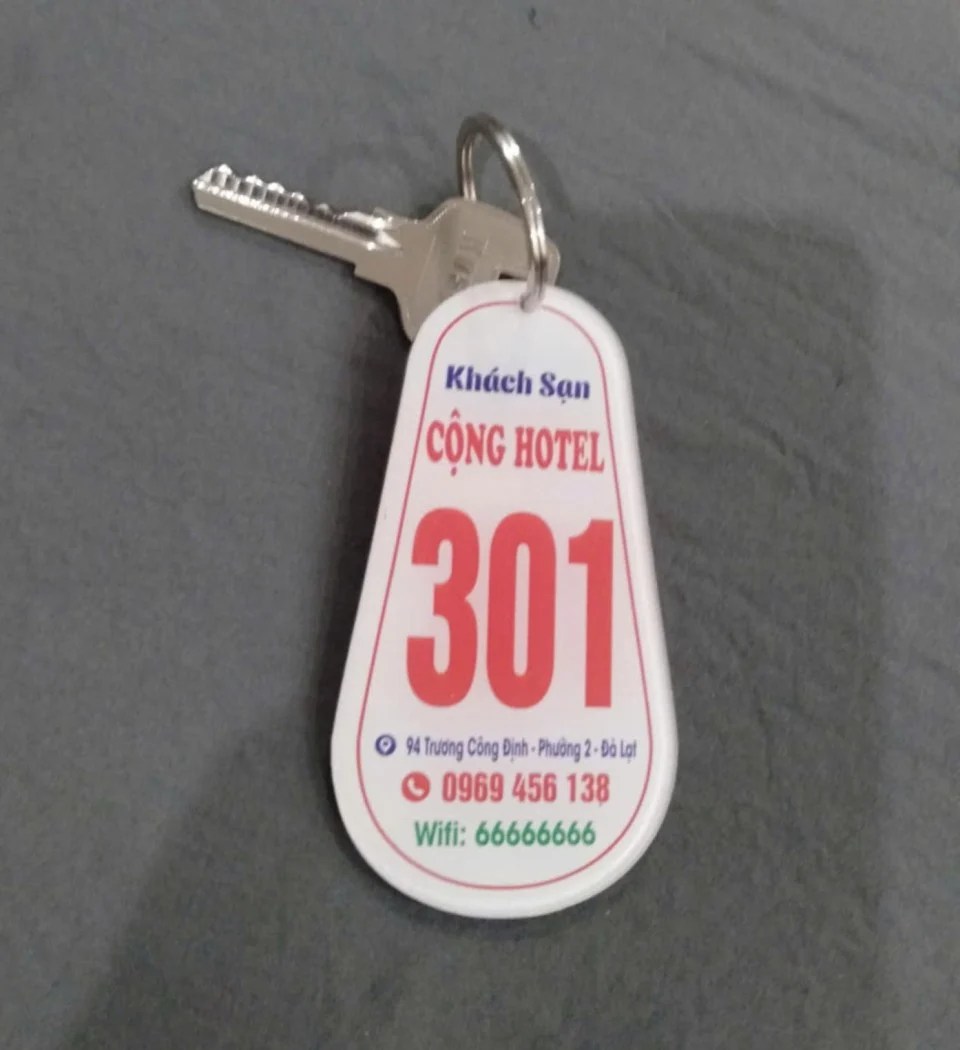 Khách Sạn
CỘNG HOTEL
301
94 Trương Công Định - Phường 2 - Đà Lạt
0969 456 138
Wifi: 66666666